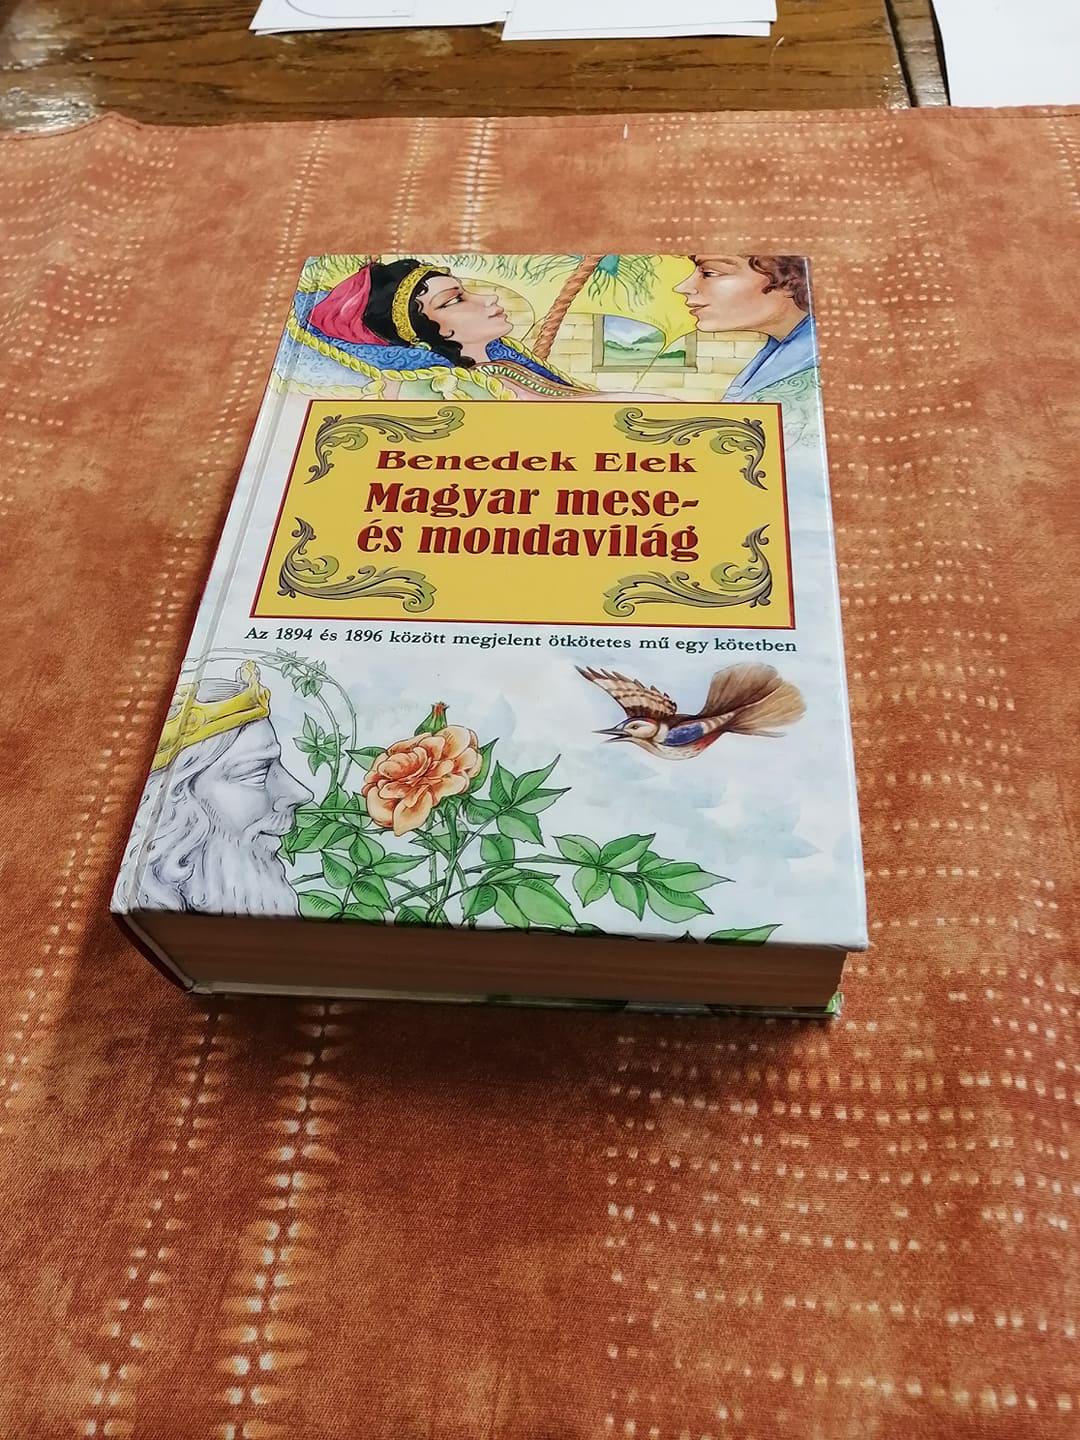 Benedek Elek
Magyar mese-
és mondavilág
Az 1894 és 1896 között megjelent ötkötetes mű egy kötetben